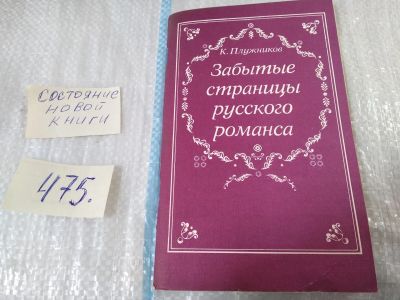 Состояние
новой
книги
475.
К. Плужников
Забытые
страницы
русского
романса